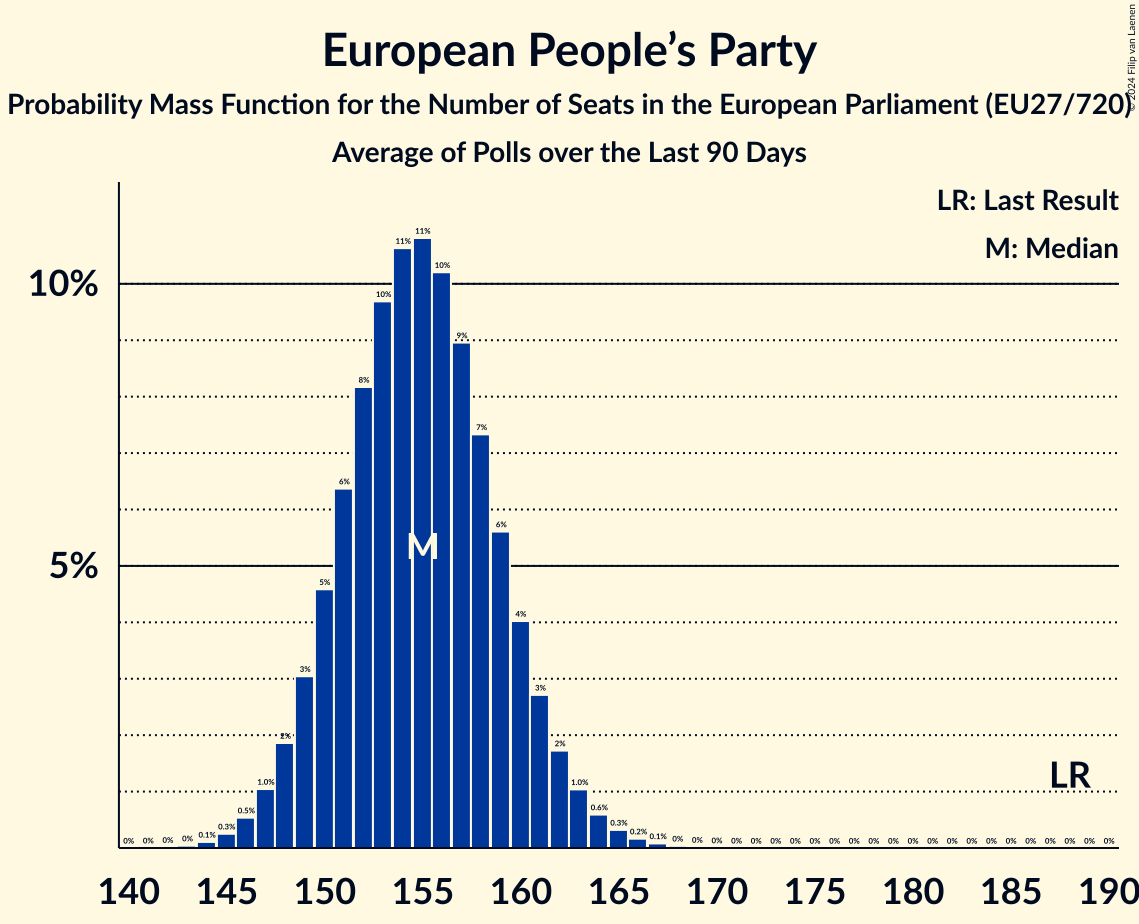 © 2024 Filip van Laenen
European People’s Party
Probability Mass Function for the Number of Seats in the European Parliament (EU27/720)
Average of Polls over the Last 90 Days
LR: Last Result
M: Median
10%
5%
0% 0% 0% 0% 0.1% 0.3% 0.5% 1.0% 2% 3% 5% 6% 8% 10% 11% 11% 10% 9% 7% 6% 4% 3% 2% 1.0% 0.6% 0.3% 0.2% 0.1% 0% 0% 0% 0% 0% 0% 0% 0% 0% 0% 0% 0% 0% 0% 0% 0% 0% 0% 0% 0% 0% 0% 0%
M
LR
140 145 150 155 160 165 170 175 180 185 190